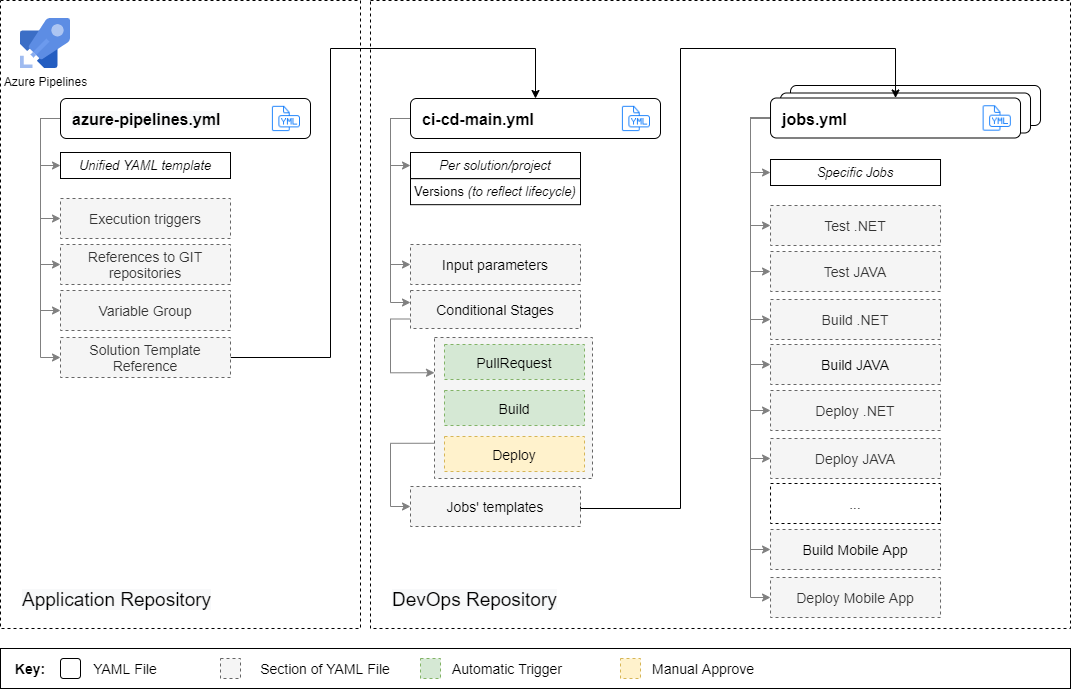 Azure Pipelines
azure-pipelines.yml
YML
Unified YAML template
Execution triggers
References to GIT
repositories
Variable Group
Solution Template
Reference
Application Repository
ci-cd-main.yml
YML
Per solution/project
Versions (to reflect lifecycle)
Input parameters
Conditional Stages
PullRequest
Build
Deploy
Jobs' templates
DevOps Repository
jobs.yml
YML
Specific Jobs
Test .NET
Test JAVA
Build .NET
Build JAVA
Deploy .NET
Deploy JAVA
...
Build Mobile App
Deploy Mobile App
Key:
YAML File
Section of YAML File
Automatic Trigger
Manual Approve